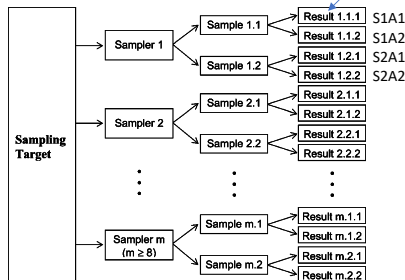 Sampling
Target
Sampler 1
Sample 1.1
Result 1.1.1 S1A1
Result 1.1.2 S1A2
Sample 1.2
Result 1.2.1 S2A1
Result 1.2.2 S2A2
Sampler 2
Sample 2.1
Result 2.1.1
Result 2.1.2
Sample 2.2
Result 2.2.1
Result 2.2.2
Sampler m
(m ≥ 8)
Sample m.1
Result m.1.1
Result m.1.2
Sample m.2
Result m.2.1
Result m.2.2